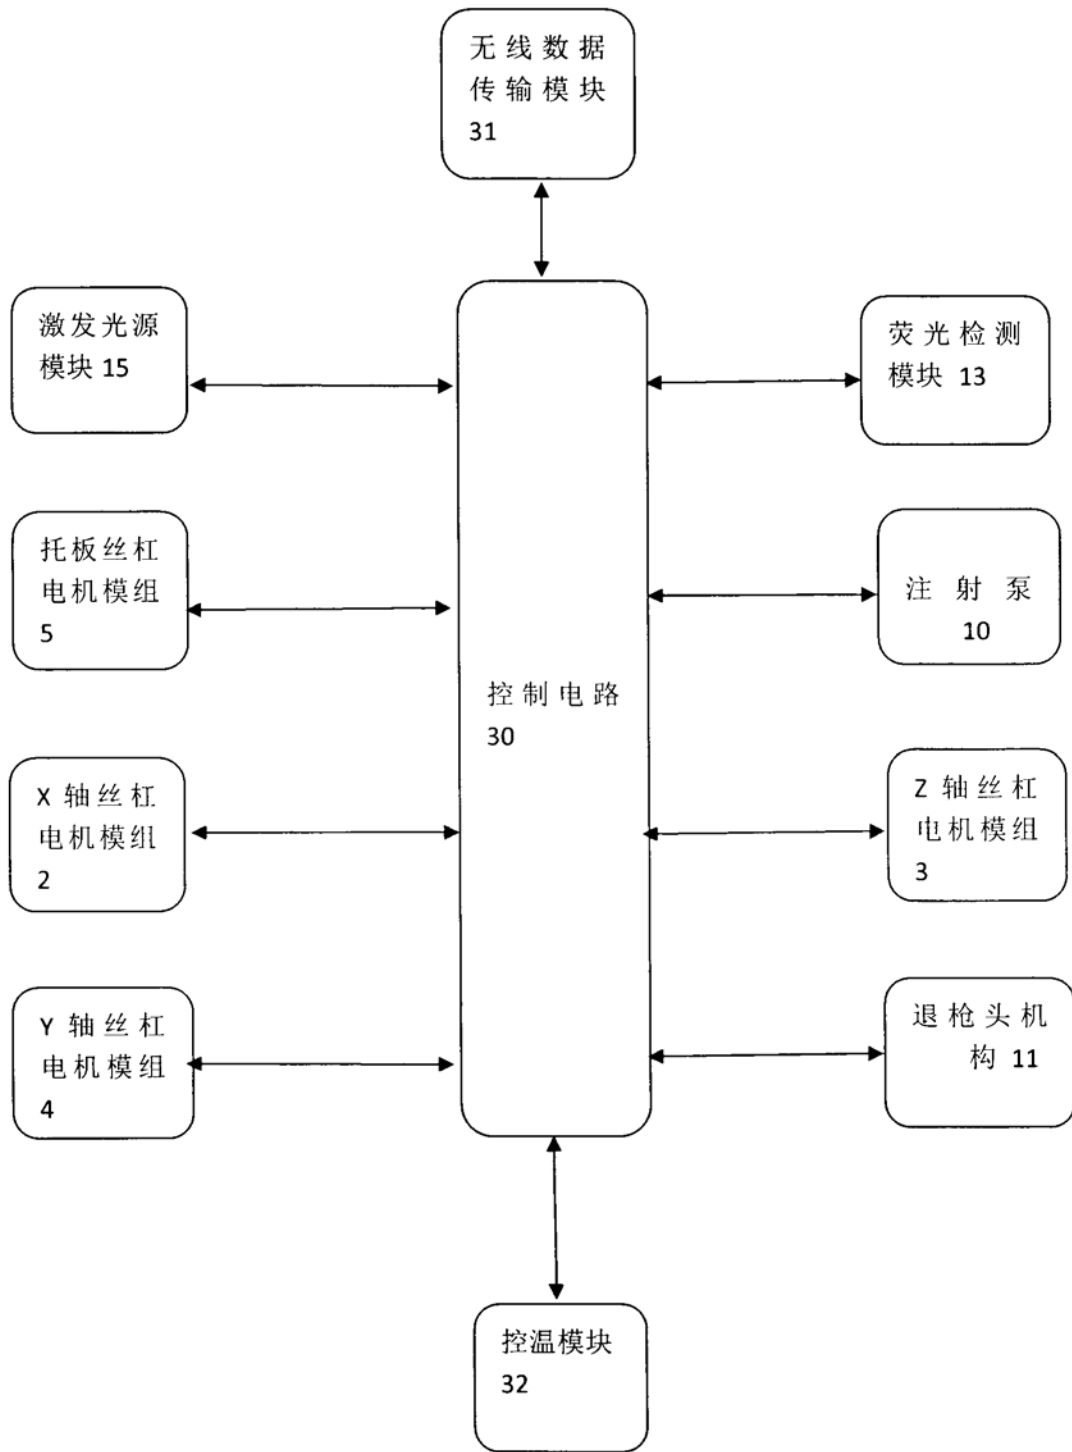 无线数据
传输模块
31
激发光源
模块 15
荧光检测
模块 13
托板丝杠
电机模组
5
注射泵
10
控制电路
30
X 轴丝杠
电机模组
2
Z 轴丝杠
电机模组
3
Y 轴丝杠
电机模组
4
退枪头机
构 11
控温模块
32